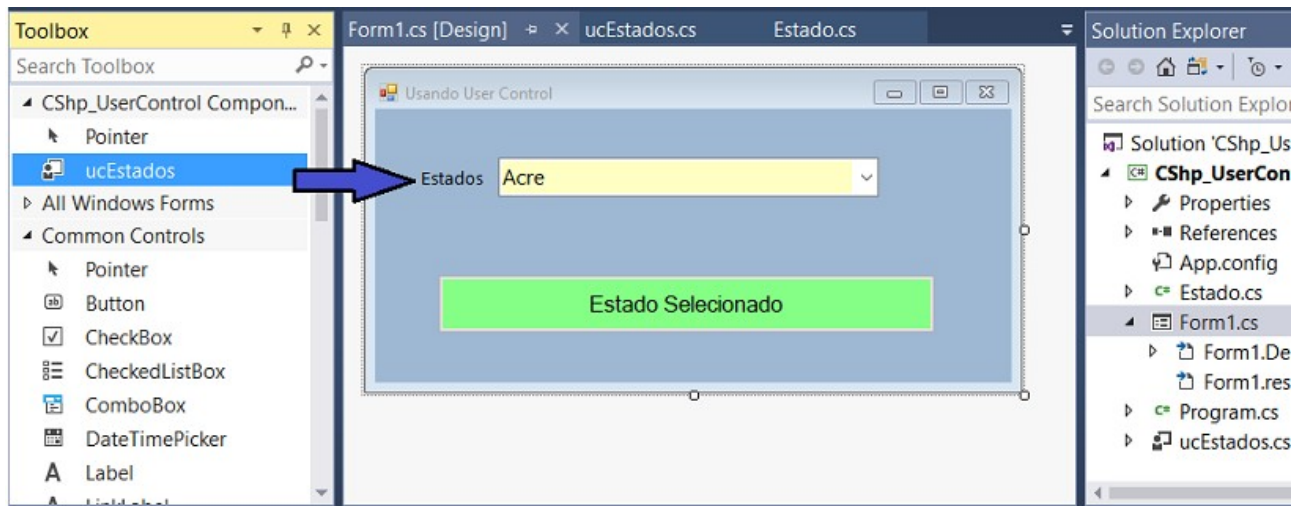 Toolbox
Search Toolbox
CShp_UserControl Compon...
Pointer
ucEstados
All Windows Forms
Common Controls
Pointer
Button
CheckBox
CheckedListBox
ComboBox
DateTimePicker
Label
Form1.cs [Design]
ucEstados.cs
Estado.cs
Usando User Control
Estados
Acre
Estado Selecionado
Solution Explorer
Search Solution Explor
Solution 'CShp_Us
CShp_UserCon
Properties
References
App.config
Estado.cs
Form1.cs
Form1.De
Form1.res
Program.cs
ucEstados.cs